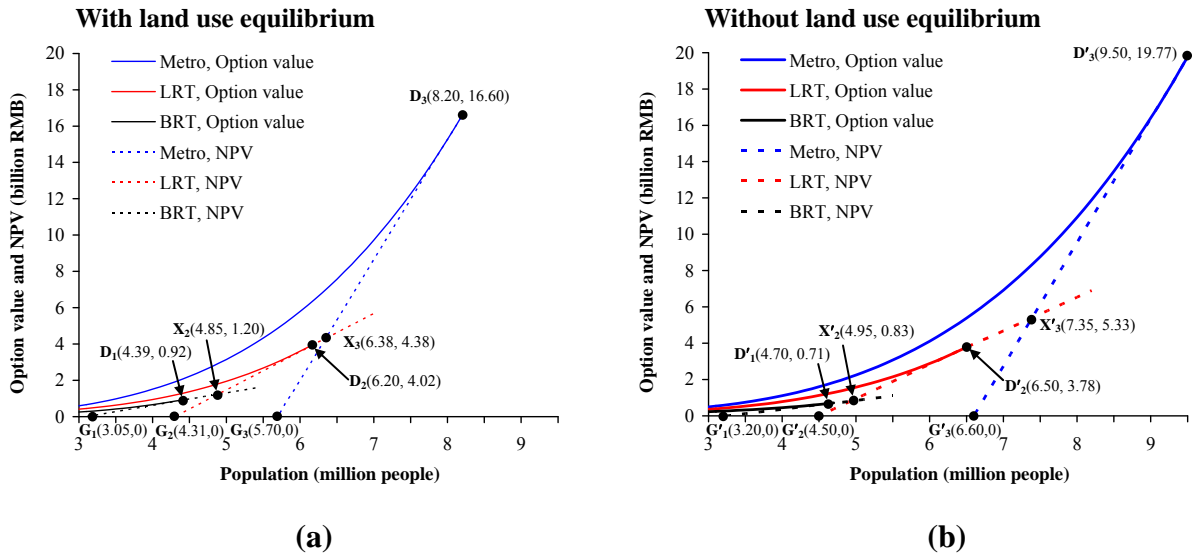 With land use equilibrium
Option value and NPV (billion RMB)
20
18
16
14
12
10
8
6
4
2
0
Metro, Option value
LRT, Option value
BRT, Option value
Metro, NPV
LRT, NPV
BRT, NPV
D3(8.20, 16.60)
X2(4.85, 1.20)
D1(4.39, 0.92)
X3(6.38, 4.38)
D2(6.20, 4.02)
G1(3.05,0) G2(4.31,0) G3(5.70,0)
3 4 5 6 7 8 9
Population (million people)
(a)
Without land use equilibrium
Option value and NPV (billion RMB)
20
18
16
14
12
10
8
6
4
2
0
Metro, Option value
LRT, Option value
BRT, Option value
Metro, NPV
LRT, NPV
BRT, NPV
D'3(9.50, 19.77)
X'2(4.95, 0.83)
D'1(4.70, 0.71)
X'3(7.35, 5.33)
D'2(6.50, 3.78)
G'1(3.20,0) G'2(4.50,0) G'3(6.60,0)
3 4 5 6 7 8 9
Population (million people)
(b)